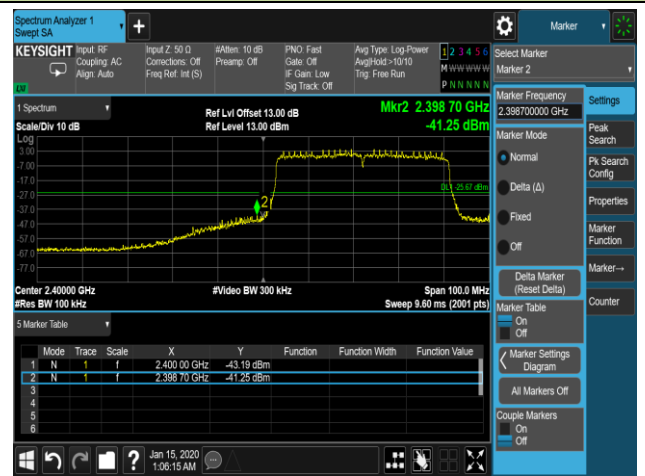 Spectrum Analyzer 1
Swept SA
+
Marker
KEYSIGHT
Input: RF
Coupling: AC
Align: Auto
Input Z: 50 Ω
Corrections: Off
Freq Ref: Int (S)
#Atten: 10 dB
Preamp: Off
PNO: Fast
Gate: Off
IF Gain: Low
Sig Track: Off
Avg Type: Log-Power
Avg|Hold:>10/10
Trig: Free Run
1 2 3 4 5 6
M W W W W W
P N N N N N
LXI
Select Marker
Marker 2
1 Spectrum
Scale/Div 10 dB
Ref Lvl Offset 13.00 dB
Ref Level 13.00 dBm
Mkr2 2.398 70 GHz
-41.25 dBm
Log
3.00
-7.00
-17.0
-27.0
-37.0
-47.0
-57.0
-67.0
-77.0
2
DL1 -25.67 dBm
Center 2.40000 GHz
#Res BW 100 kHz
#Video BW 300 kHz
Span 100.0 MHz
Sweep 9.60 ms (2001 pts)
5 Marker Table
Mode Trace Scale X Y Function Function Width Function Value
1 N 1 f 2.400 00 GHz -43.19 dBm
2 N 1 f 2.398 70 GHz -41.25 dBm
3
4
5
6
Marker Frequency
2.398700000 GHz
Marker Mode
Normal
Delta (Δ)
Fixed
Off
Delta Marker
(Reset Delta)
Marker Table
On
Off
Marker Settings
Diagram
All Markers Off
Couple Markers
On
Off
Settings
Peak
Search
Pk Search
Config
Properties
Marker
Function
Marker→
Counter
?
Jan 15, 2020
1:06:15 AM